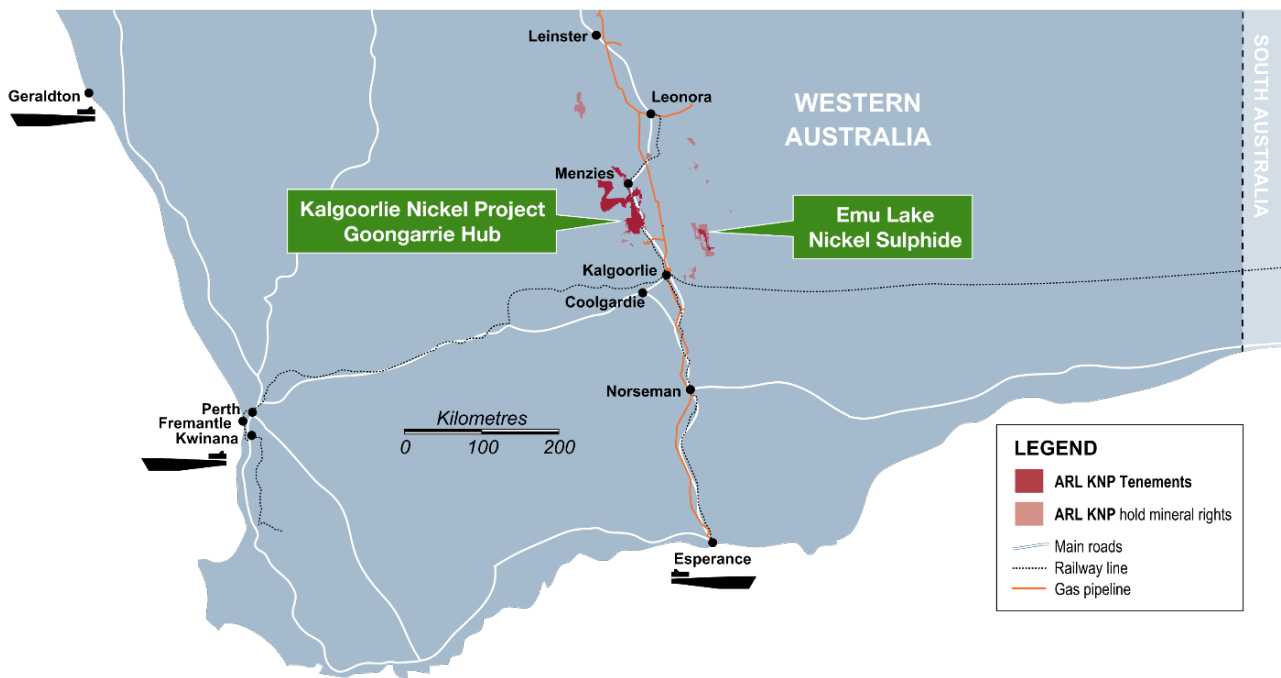 Leinster
Geraldton
Leonora
WESTERN
AUSTRALIA
SOUTH AUSTRALIA
Menzies
Kalgoorlie Nickel Project
Goongarrie Hub
Emu Lake
Nickel Sulphide
Kalgoorlie
Coolgardie
Norseman
Perth
Fremantle
Kwinana
Kilometres
0 100 200
Esperance
LEGEND
ARL KNP Tenements
ARL KNP hold mineral rights
Main roads
Railway line
Gas pipeline